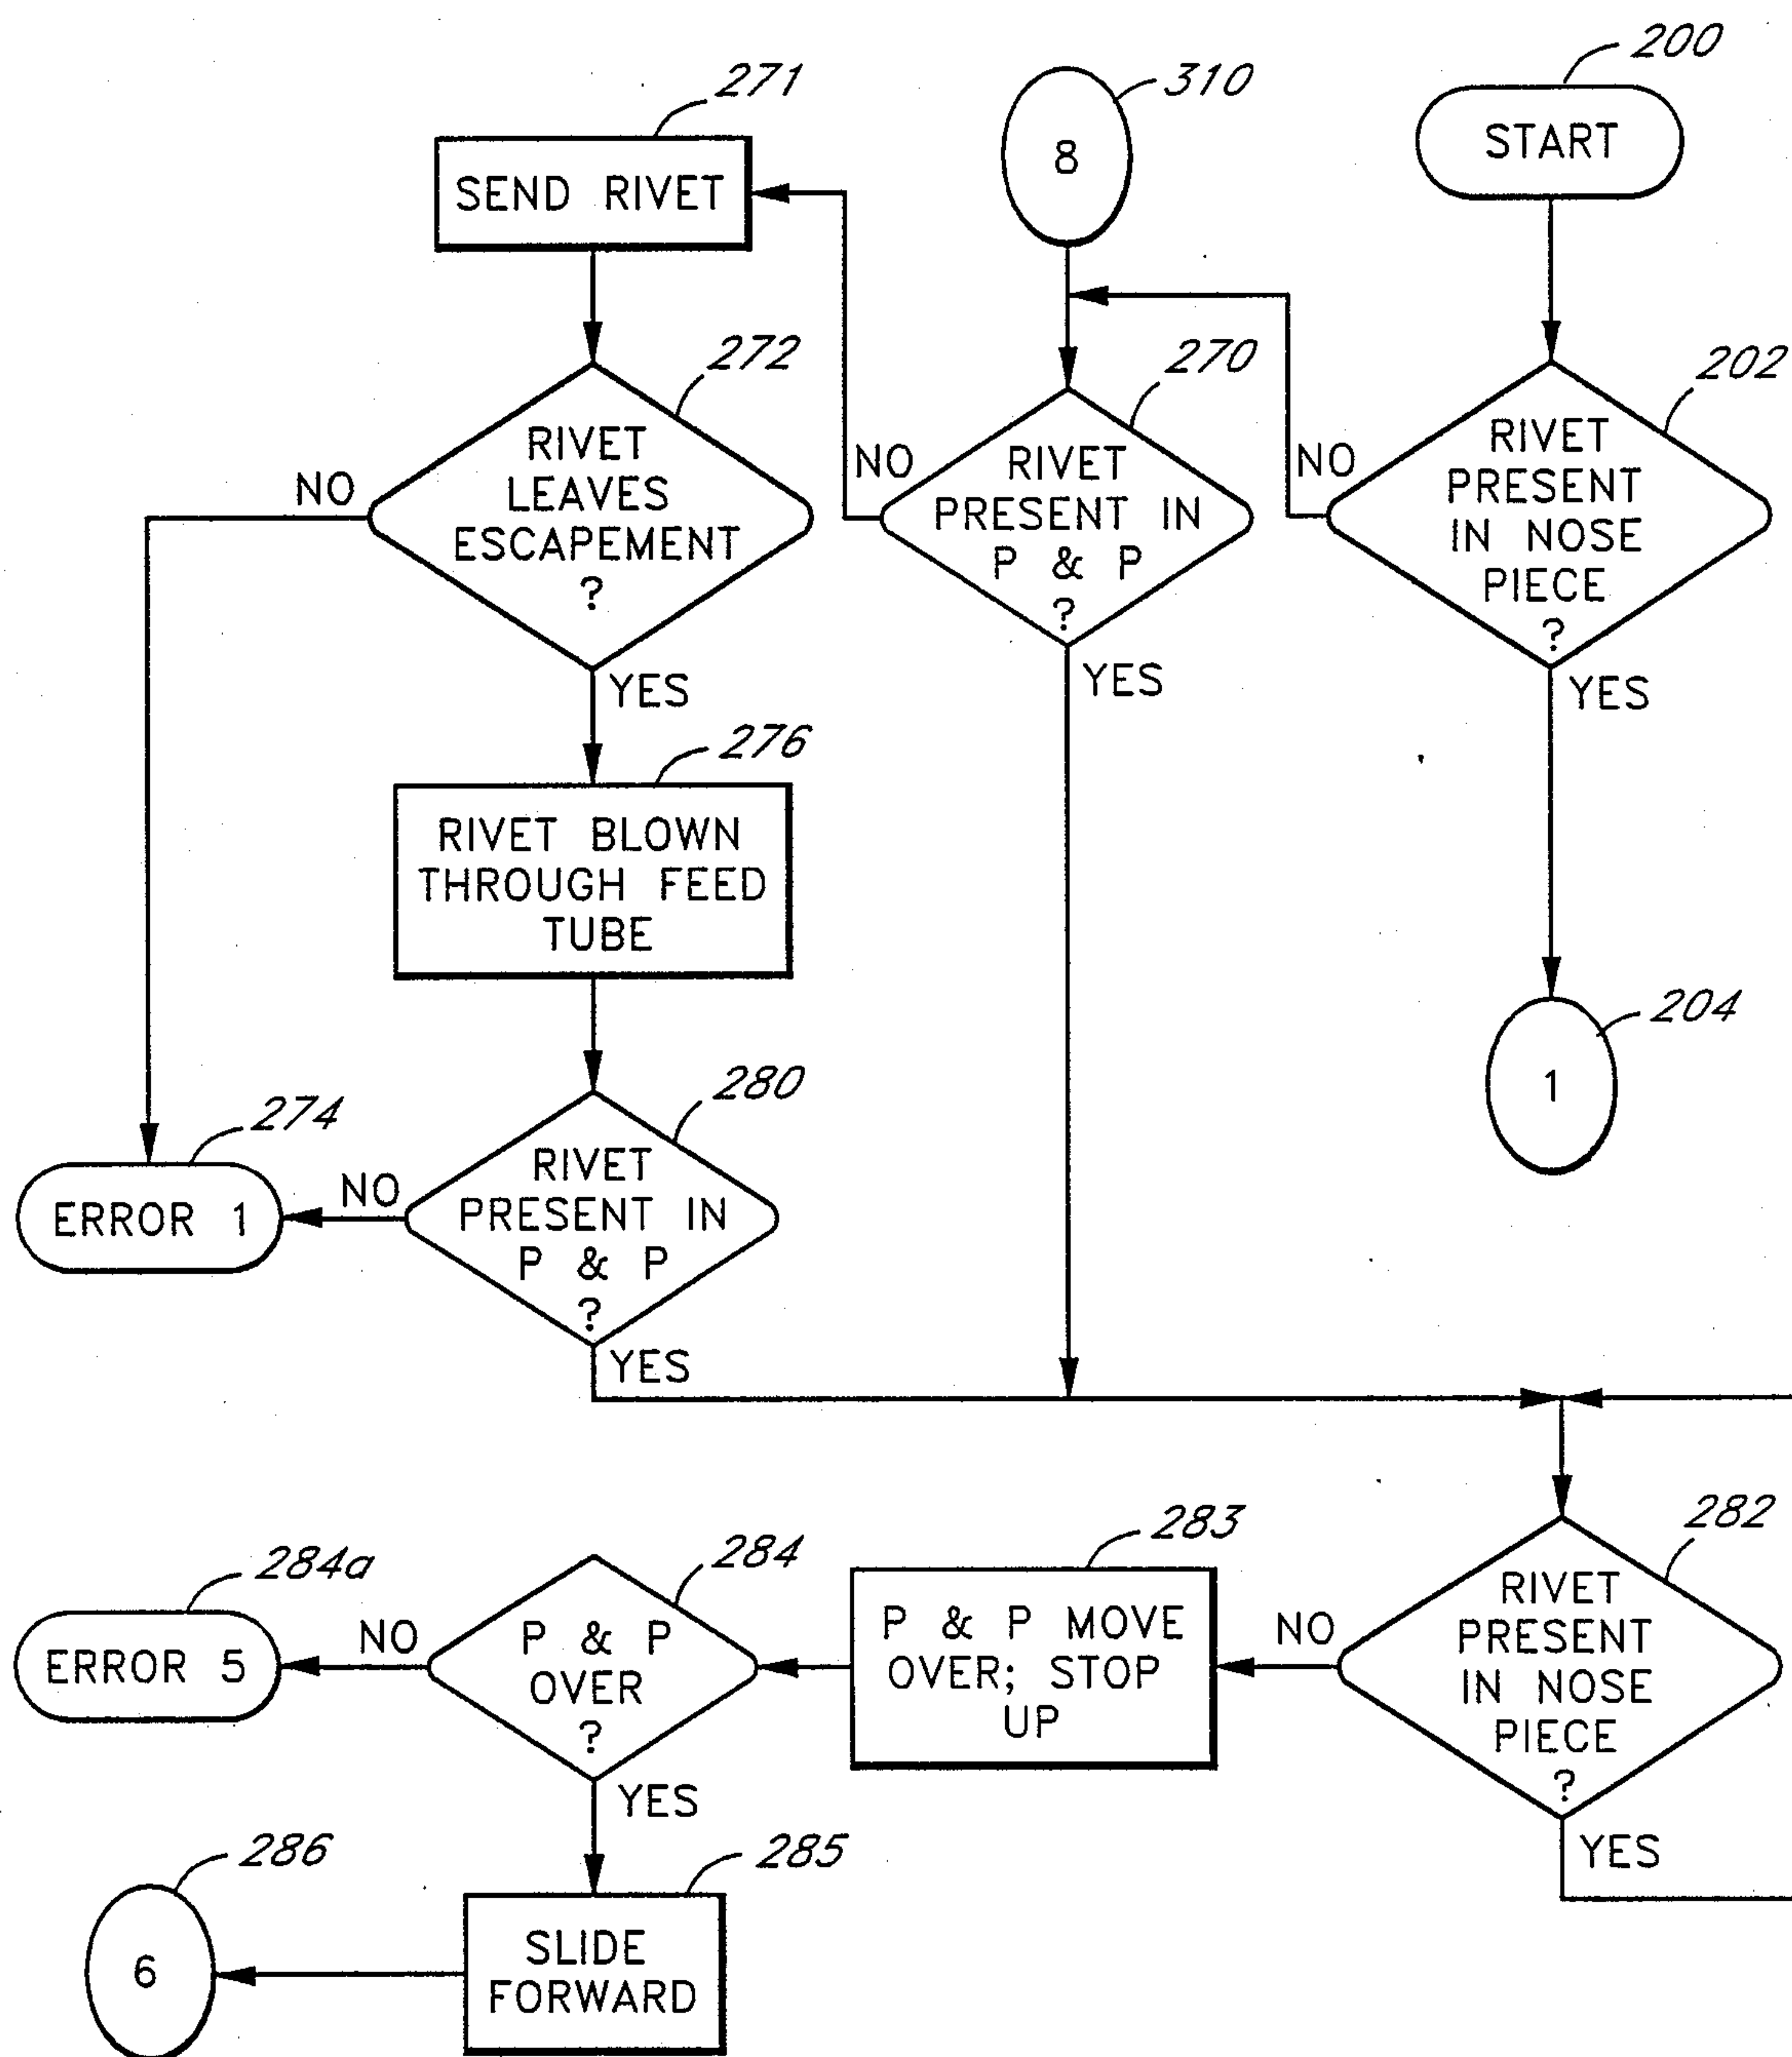 200
START
310
8
271
SEND RIVET
272
RIVET
LEAVES
ESCAPEMENT
?
NO
YES
270
RIVET
PRESENT IN
P & P
?
NO
YES
202
RIVET
PRESENT
IN NOSE
PIECE
?
NO
YES
276
RIVET BLOWN
THROUGH FEED
TUBE
204
1
280
RIVET
PRESENT IN
P & P
?
NO
YES
274
ERROR 1
282
RIVET
PRESENT
IN NOSE
PIECE
?
NO
YES
283
P & P MOVE
OVER; STOP
UP
284
P & P
OVER
?
NO
YES
284a
ERROR 5
285
SLIDE
FORWARD
286
6